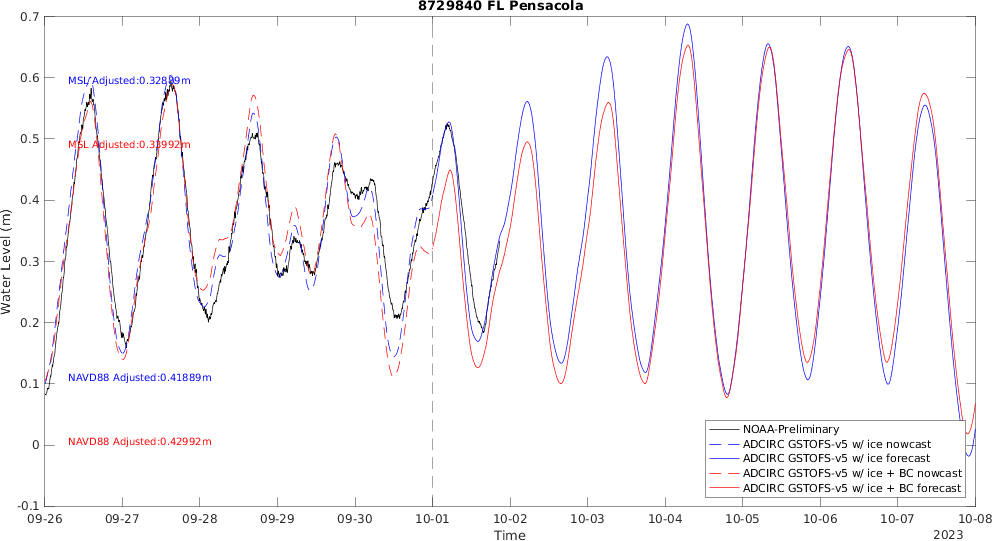 8729840 FL Pensacola
0.7
0.6
0.5
0.4
0.3
0.2
0.1
0
-0.1
Water Level (m)
MSL Adjusted:0.32899m
MSL Adjusted:0.33992m
NAVD88 Adjusted:0.41889m
NAVD88 Adjusted:0.42992m
NOAA-Preliminary
ADCIRC GSTOFS-v5 w/ ice nowcast
ADCIRC GSTOFS-v5 w/ ice forecast
ADCIRC GSTOFS-v5 w/ ice + BC nowcast
ADCIRC GSTOFS-v5 w/ ice + BC forecast
09-26 09-27 09-28 09-29 09-30 10-01 10-02 10-03 10-04 10-05 10-06 10-07 10-08
Time
2023